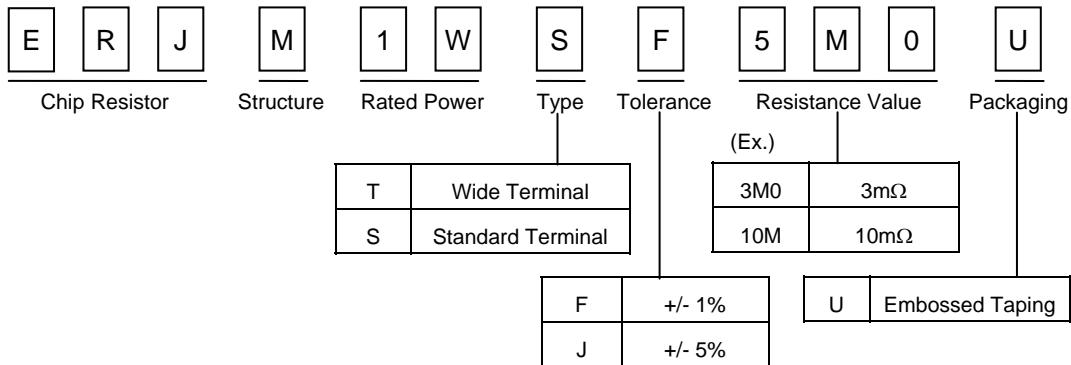 E R J M 1 W S F 5 M 0 U
Chip Resistor Structure Rated Power Type Tolerance Resistance Value Packaging
(Ex.)
T Wide Terminal
S Standard Terminal
3M0 3mΩ
10M 10mΩ
F +/- 1%
J +/- 5%
U Embossed Taping